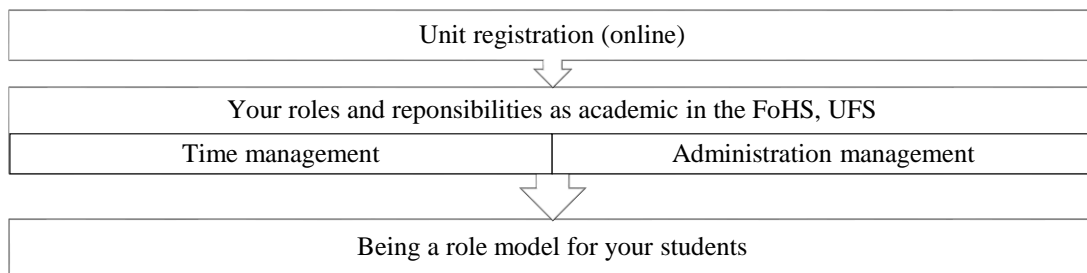 Unit registration (online)
Your roles and reponsibilities as academic in the FoHS, UFS
Time management
Administration management
Being a role model for your students